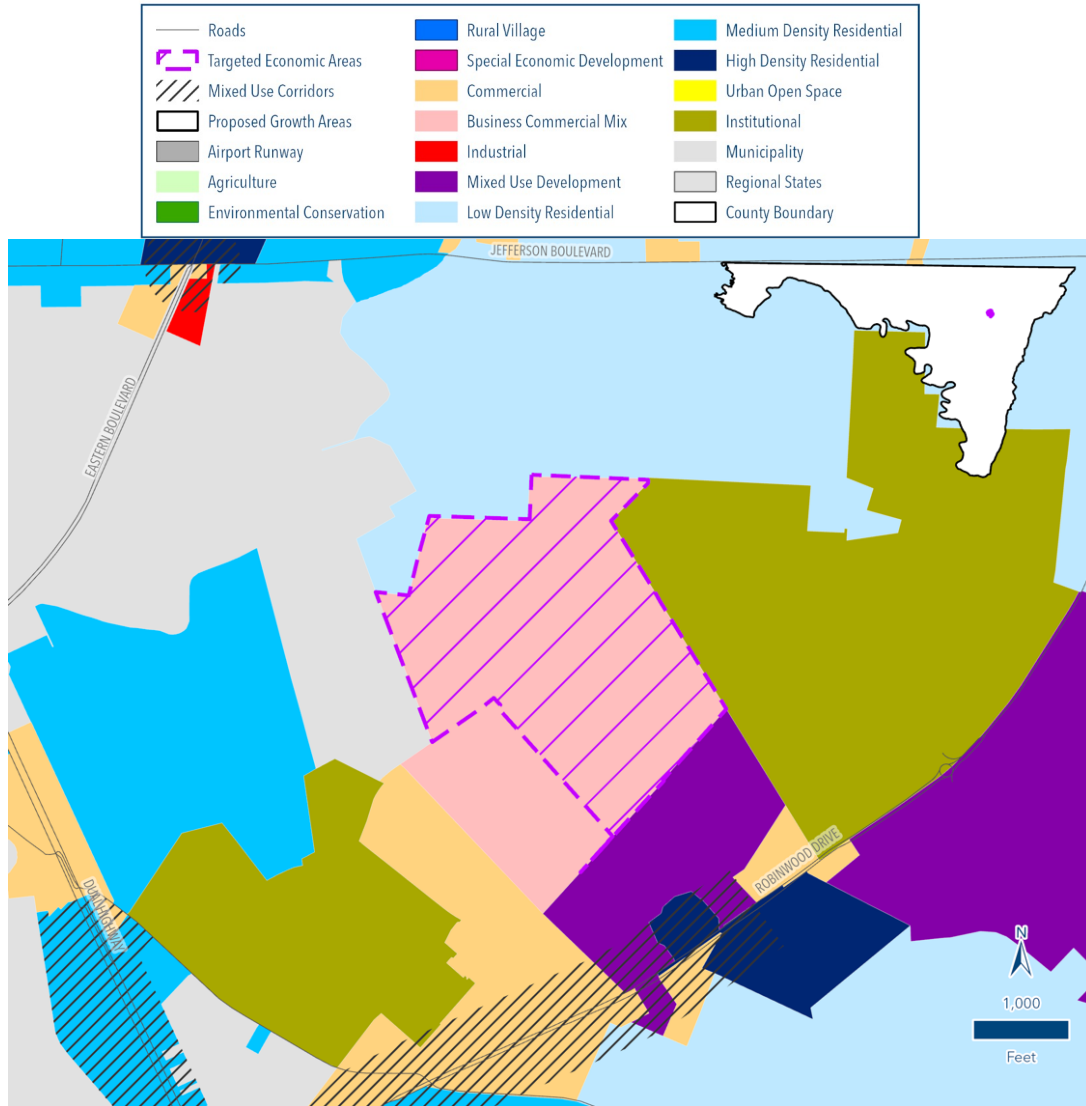 Roads
Targeted Economic Areas
Mixed Use Corridors
Proposed Growth Areas
Airport Runway
Agriculture
Environmental Conservation
Rural Village
Special Economic Development
Commercial
Business Commercial Mix
Industrial
Mixed Use Development
Low Density Residential
Medium Density Residential
High Density Residential
Urban Open Space
Institutional
Municipality
Regional States
County Boundary
JEFFERSON BOULEVARD
EASTERN BOULEVARD
DUAL HIGHWAY
ROBINWOOD DRIVE
N
1,000
Feet